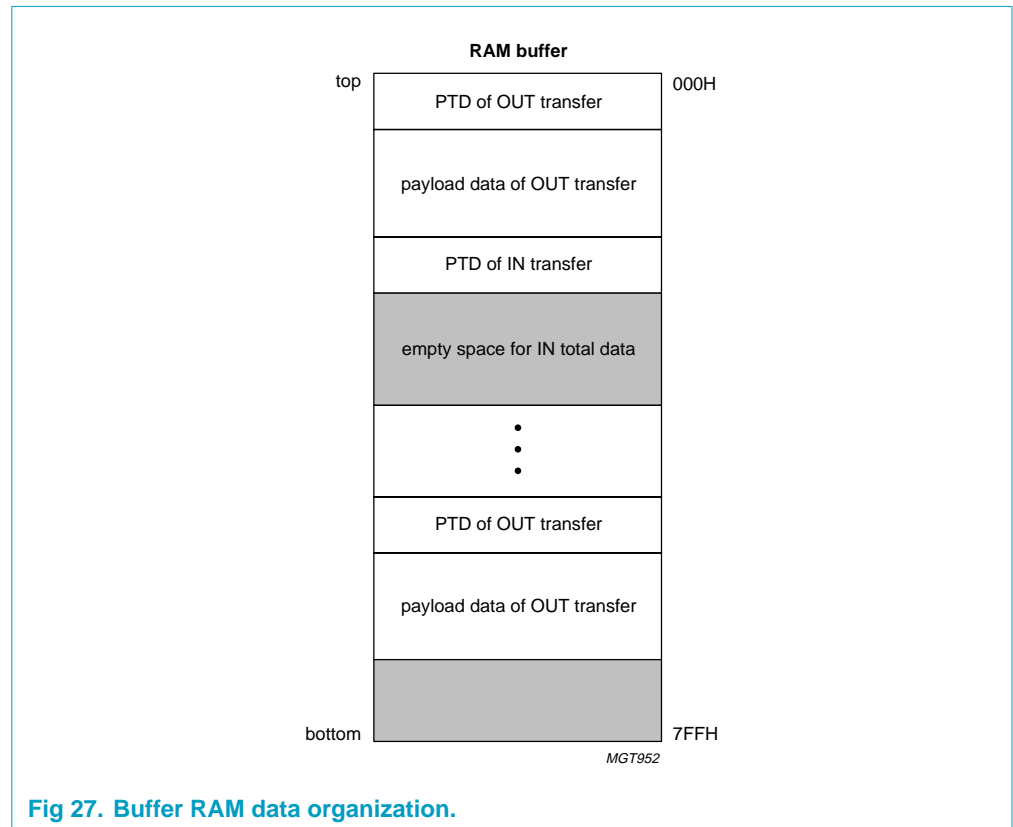 RAM buffer
top
000H
PTD of OUT transfer
payload data of OUT transfer
PTD of IN transfer
empty space for IN total data
PTD of OUT transfer
payload data of OUT transfer
bottom
7FFH
MGT952
Fig 27. Buffer RAM data organization.